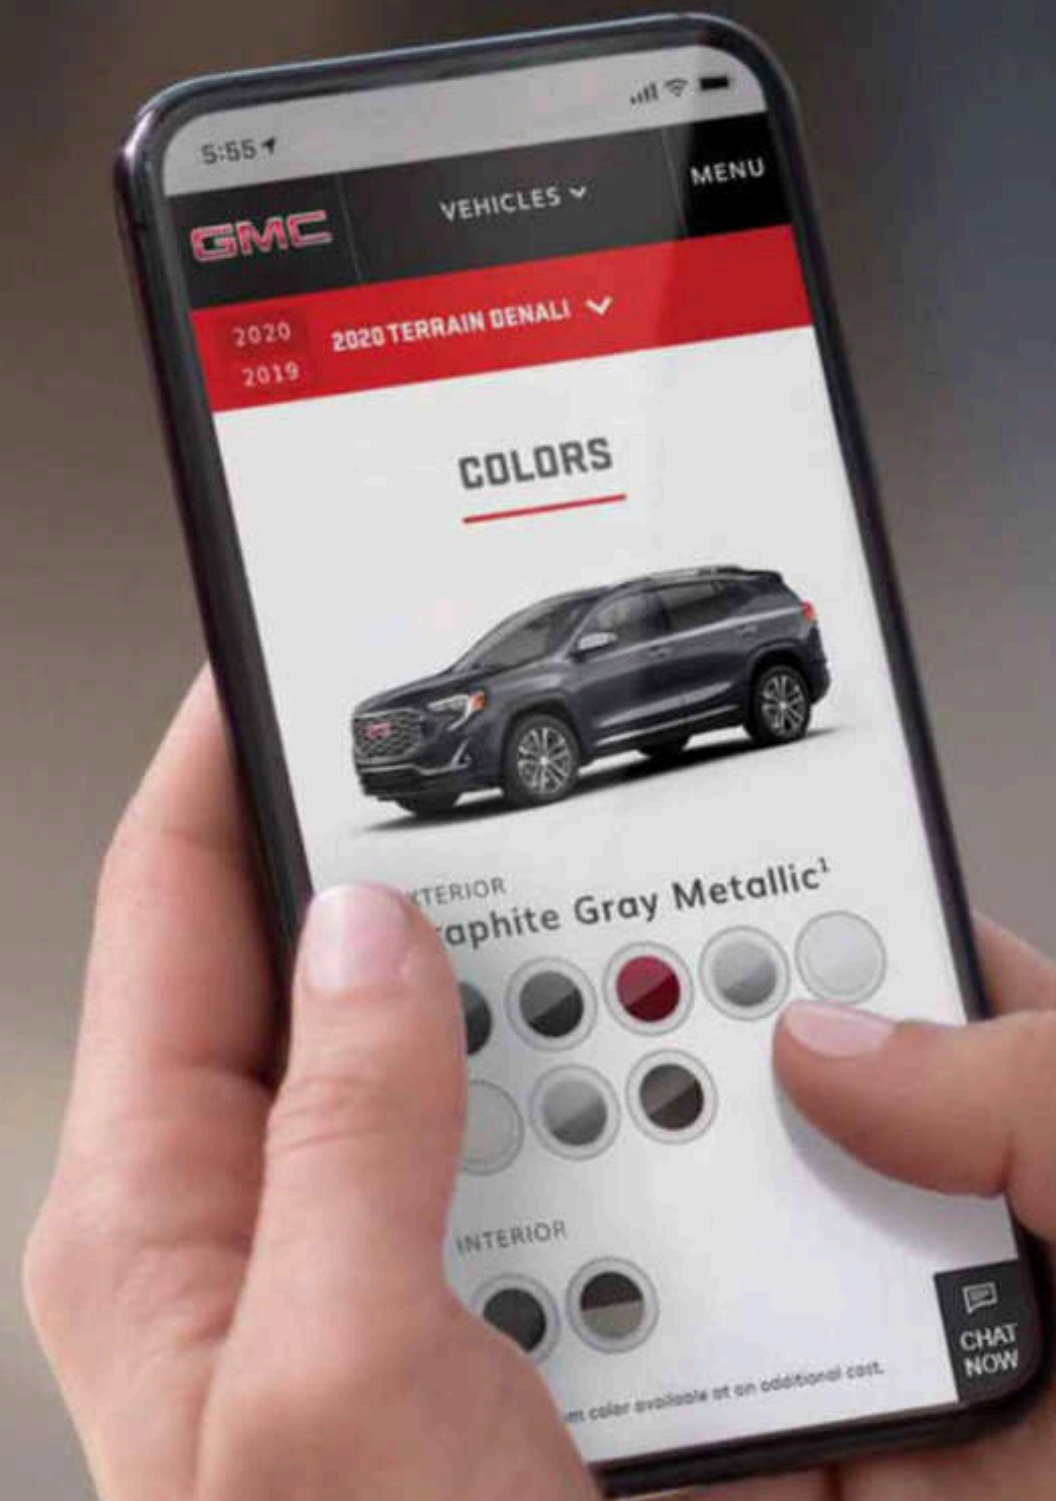 5:55
GMC
VEHICLES
MENU
2020
2019
2020 TERRAIN DENALI
COLORS
XTERIOR
raphite Gray Metallic¹
INTERIOR
CHAT
NOW
m color available at an additional cost.